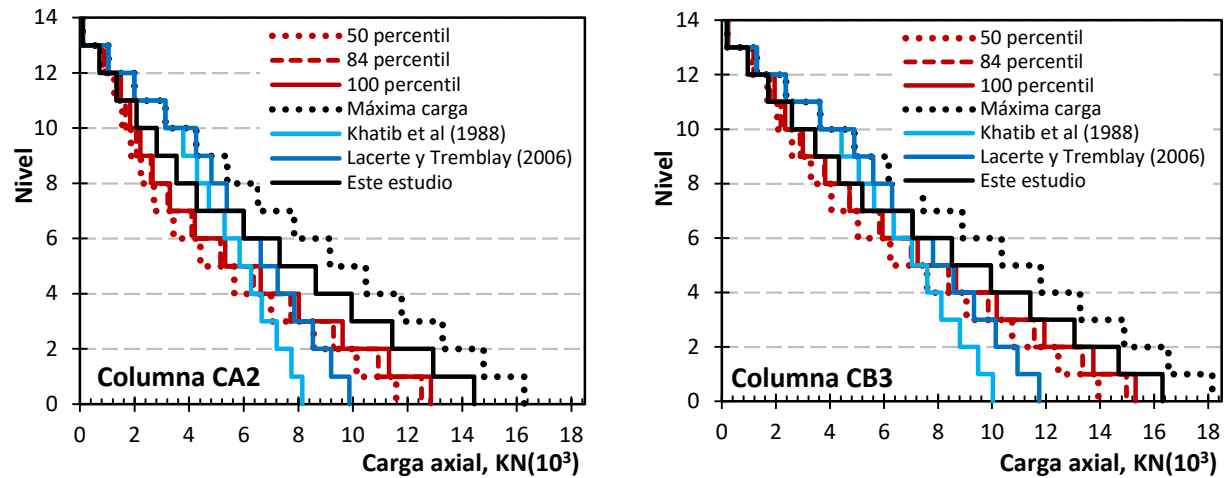 14
12
10
8
6
4
2
0
Nivel
50 percentil
84 percentil
100 percentil
Máxima carga
Khatib et al (1988)
Lacerte y Tremblay (2006)
Este estudio
Columna CA2
0 2 4 6 8 10 12 14 16 18
Carga axial, KN(10³)
14
12
10
8
6
4
2
0
Nivel
50 percentil
84 percentil
100 percentil
Máxima carga
Khatib et al (1988)
Lacerte y Tremblay (2006)
Este estudio
Columna CB3
0 2 4 6 8 10 12 14 16 18
Carga axial, KN(10³)